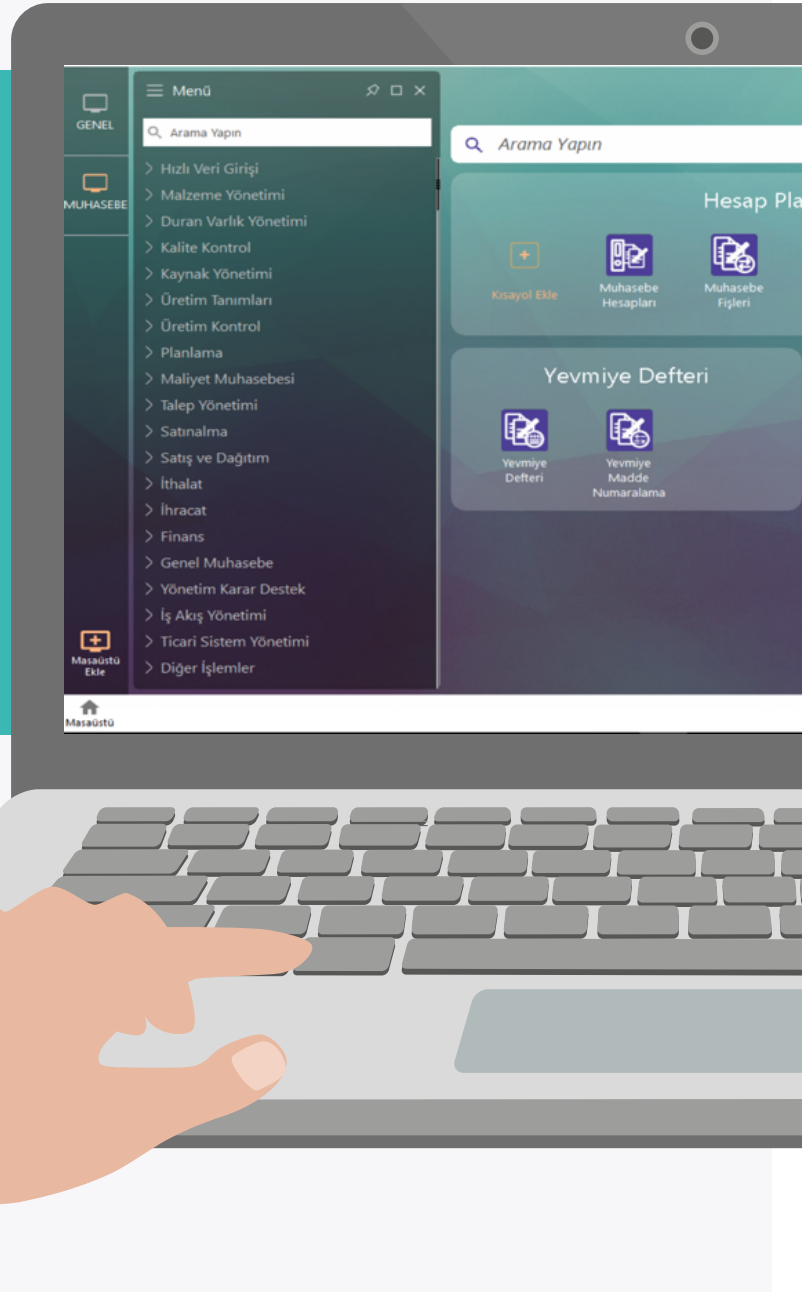 GENEL
MUHASEBE
Masaüstü
Ekle
Masaüstü
Menü
Arama Yapın
Hızlı Veri Girişi
Malzeme Yönetimi
Duran Varlık Yönetimi
Kalite Kontrol
Kaynak Yönetimi
Üretim Tanımları
Üretim Kontrol
Planlama
Maliyet Muhasebesi
Talep Yönetimi
Satınalma
Satış ve Dağıtım
İthalat
İhracat
Finans
Genel Muhasebe
Yönetim Karar Destek
İş Akış Yönetimi
Ticari Sistem Yönetimi
Diğer İşlemler
Arama Yapın
Hesap Pla
Kısayol Ekle
Muhasebe
Hesapları
Muhasebe
Fişleri
Yevmiye Defteri
Yevmiye
Defteri
Yevmiye
Madde
Numaralama